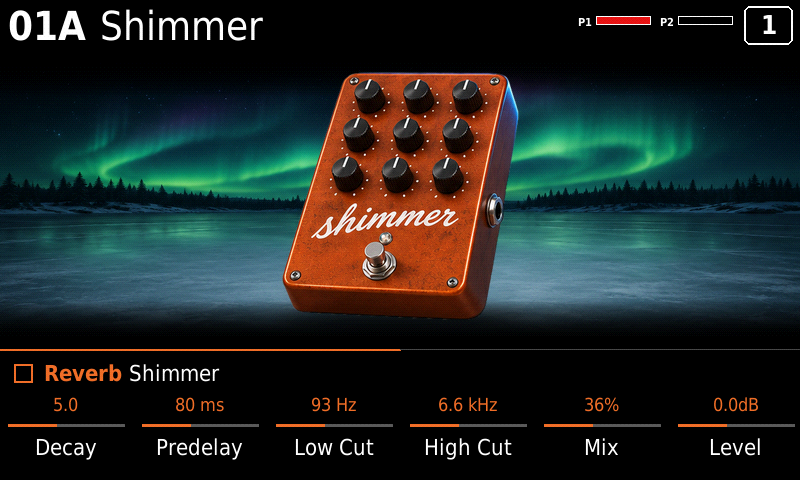 01A Shimmer
P1 P2 1
shimmer
Reverb Shimmer
5.0 80 ms 93 Hz 6.6 kHz 36% 0.0dB
Decay Predelay Low Cut High Cut Mix Level